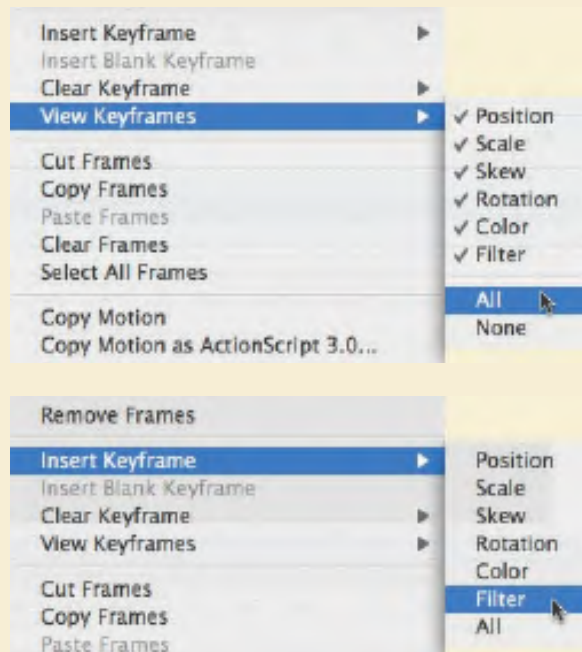 Insert Keyframe
Insert Blank Keyframe
Clear Keyframe
View Keyframes
Cut Frames
Copy Frames
Paste Frames
Clear Frames
Select All Frames
Copy Motion
Copy Motion as ActionScript 3.0...
✓ Position
✓ Scale
✓ Skew
✓ Rotation
✓ Color
✓ Filter
All
None
Remove Frames
Insert Keyframe
Insert Blank Keyframe
Clear Keyframe
View Keyframes
Cut Frames
Copy Frames
Paste Frames
Position
Scale
Skew
Rotation
Color
Filter
All